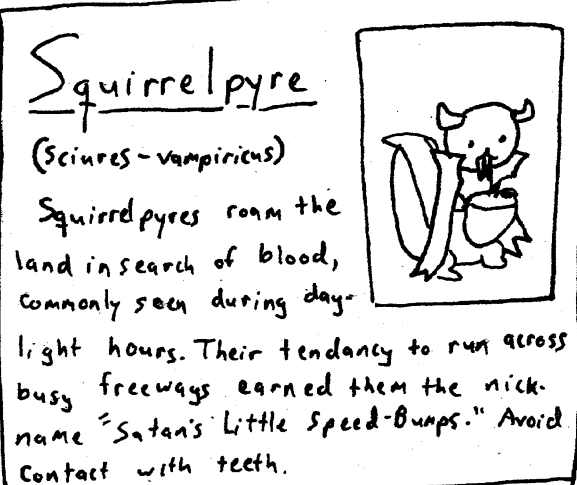 Squirrelpyre
(Sciures-vampiricus)
Squirrelpyres roam the
land in search of blood,
commonly seen during day-
light hours. Their tendancy to run across
busy freeways earned them the nick-
name "Satan's Little Speed-Bumps." Avoid
contact with teeth.